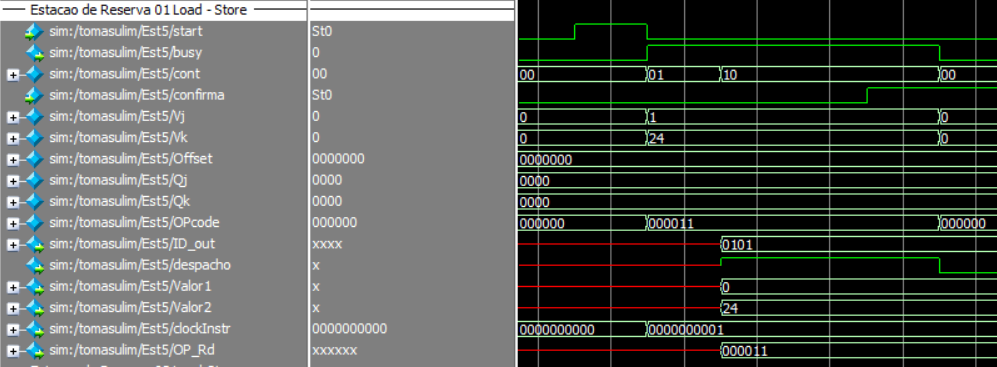 Estacao de Reserva 01 Load - Store
sim:/tomasulim/Est5/start St0
sim:/tomasulim/Est5/busy 0
sim:/tomasulim/Est5/cont 00 00 01 10 00
sim:/tomasulim/Est5/confirma St0
sim:/tomasulim/Est5/Vj 0 0 1 0
sim:/tomasulim/Est5/Vk 0 0 24 0
sim:/tomasulim/Est5/Offset 0000000 0000000
sim:/tomasulim/Est5/Qj 0000 0000
sim:/tomasulim/Est5/Qk 0000 0000
sim:/tomasulim/Est5/OPcode 000000 000000 000011 000000
sim:/tomasulim/Est5/ID_out xxxx 0101
sim:/tomasulim/Est5/despacho x
sim:/tomasulim/Est5/Valor1 x 0
sim:/tomasulim/Est5/Valor2 x 24
sim:/tomasulim/Est5/clockInstr 0000000000 0000000000 0000000001
sim:/tomasulim/Est5/OP_Rd xxxxxx 000011